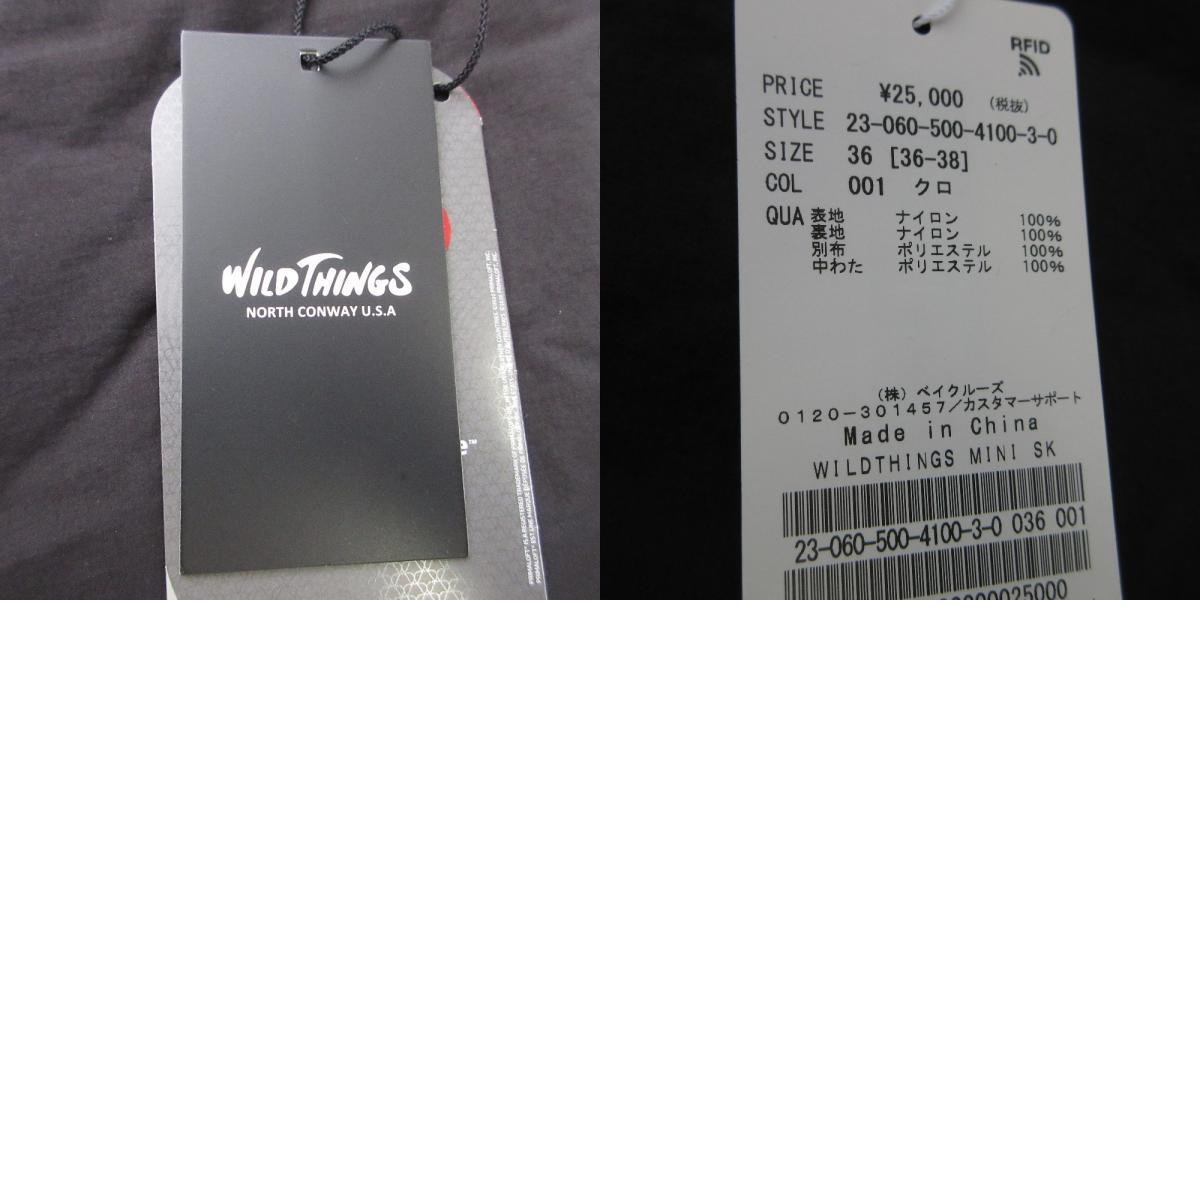 WILD THINGS
NORTH CONWAY U.S.A
e™
RFID
PRICE ¥25,000 (税抜)
STYLE 23-060-500-4100-3-0
SIZE 36 [36-38]
COL 001 クロ
QUA 表地 ナイロン 100%
裏地 ナイロン 100%
別布 ポリエステル 100%
中わた ポリエステル 100%
(株) ベイクルーズ
0120-301457/カスタマーサポート
Made in China
WILDTHINGS MINI SK
23-060-500-4100-3-0 036 001